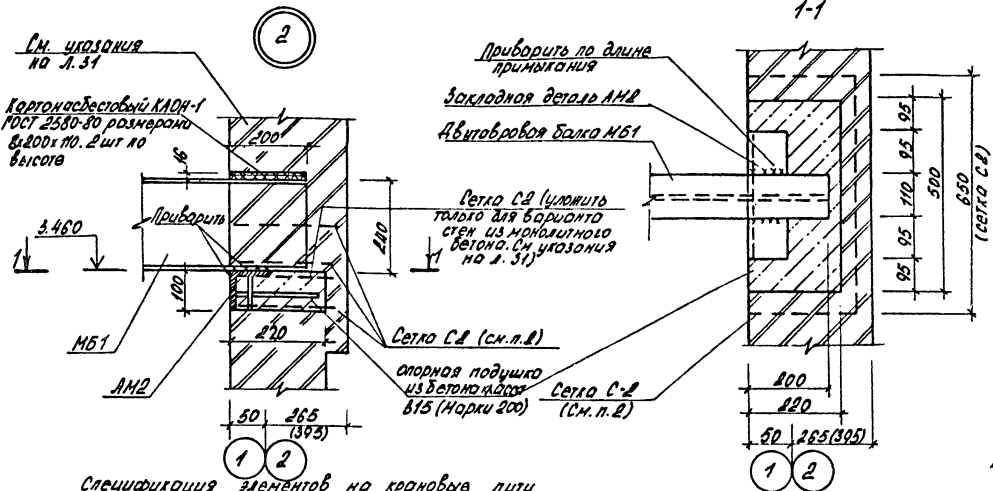 2
См. указания
на л. 31
Картонасбестовый КАОН-1
ГОСТ 2580-80 размерами
8х200х110. 2 шт по
высоте
200
16
Приварить
3.460
1
100
220
240
1
МБ1
АМ2
Сетка С2 (уложить
только для варианта
стен из монолитного
бетона. См. указания
на л. 31)
Сетка С2 (см. п. 2)
опорная подушка
из бетона класса
В15 (Марки 200)
50
265
(395)
1
2
1-1
Приварить по длине
примыкания
Закладная деталь АМ2
Двутавровая балка МБ1
95
95
110
95
95
500
650
(сетка С2)
Сетка С-2
(См. п. 2)
200
220
50
265(395)
1
2
Спецификация элементов на крановые пути